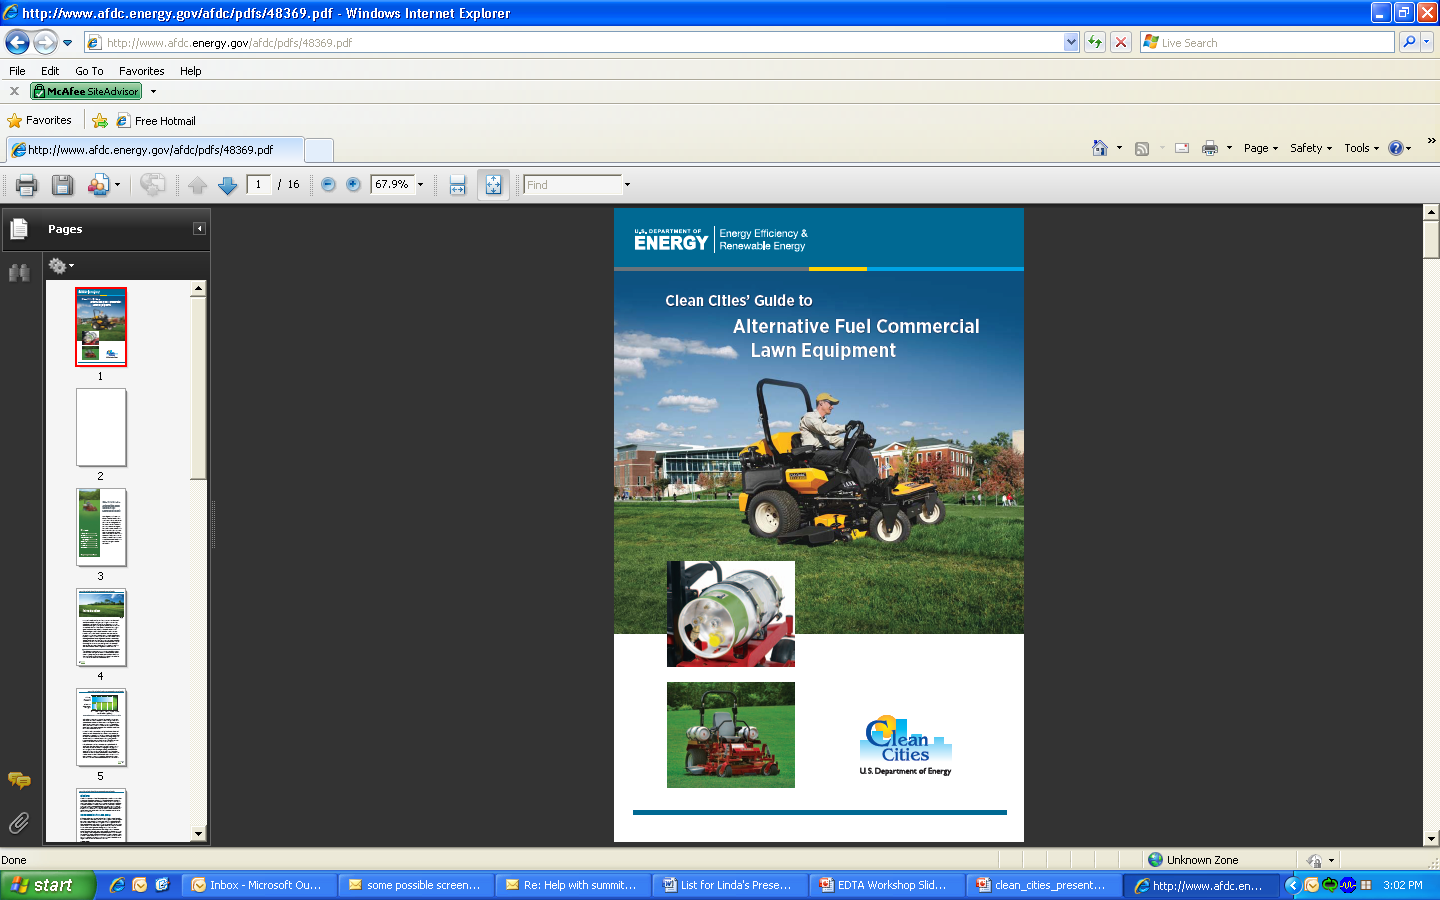 http://www.afdc.energy.gov/afdc/pdfs/48369.pdf - Windows Internet Explorer
http://www.afdc.energy.gov/afdc/pdfs/48369.pdf
Live Search
File Edit Go To Favorites Help
X McAfee SiteAdvisor
Favorites Free Hotmail
http://www.afdc.energy.gov/afdc/pdfs/48369.pdf
Page Safety Tools
1 / 16 67.9% Find
Pages
1
2
3
4
5
U.S. DEPARTMENT OF
ENERGY
Energy Efficiency &
Renewable Energy
Clean Cities' Guide to
Alternative Fuel Commercial
Lawn Equipment
Clean
Cities
U.S. Department of Energy
Done
Unknown Zone
start
Inbox - Microsoft Ou...
some possible screen...
Re: Help with summit...
List for Linda's Prese...
EDTA Workshop Slid...
clean_cities_present...
http://www.afdc.en...
3:02 PM